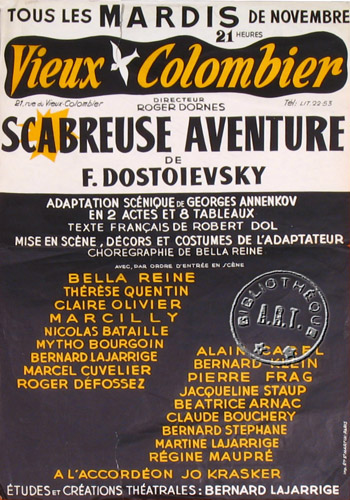 TOUS LES MARDIS DE NOVEMBRE
21 HEURES
Vieux Colombier
21, rue du Vieux-Colombier
DIRECTEUR
ROGER DORNES
Tél: LIT. 22-53
SCABREUSE AVENTURE
DE
F. DOSTOIEVSKY
ADAPTATION SCÉNIQUE DE GEORGES ANNENKOV
EN 2 ACTES ET 8 TABLEAUX
TEXTE FRANÇAIS DE ROBERT DOL
MISE EN SCÈNE, DÉCORS ET COSTUMES DE L'ADAPTATEUR
CHORÉGRAPHIE DE BELLA REINE
AVEC, PAR ORDRE D'ENTRÉE EN SCÈNE
BELLA REINE
THÉRÈSE QUENTIN
CLAIRE OLIVIER
MARCILLY
NICOLAS BATAILLE
MYTHO BOURGOIN
BERNARD LAJARRIGE
MARCEL CUVELIER
ROGER DÉFOSSEZ
BIBLIOTHÈQUE
A.R.T.
ALAIN
BERNARD KLEIN
PIERRE FRAG
JACQUELINE STAUP
BEATRICE ARNAC
CLAUDE BOUCHERY
BERNARD STEPHANE
MARTINE LAJARRIGE
RÉGINE MAUPRÉ
A L'ACCORDÉON JO KRASKER
ÉTUDES ET CRÉATIONS THÉATRALES: BERNARD LAJARRIGE